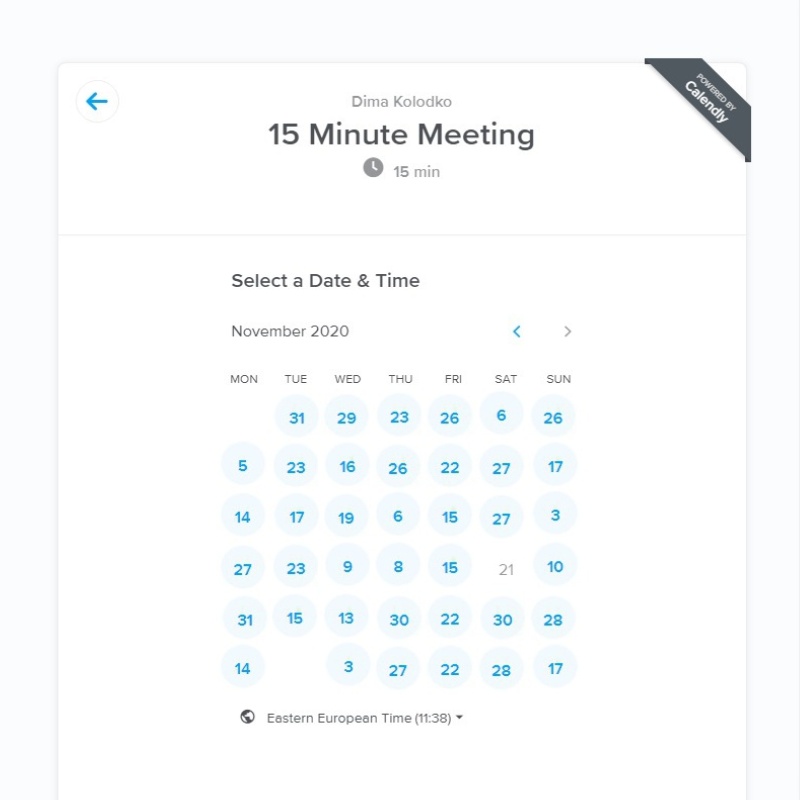 POWERED BY
Calendly
Dima Kolodko
15 Minute Meeting
15 min
Select a Date & Time
November 2020
MON TUE WED THU FRI SAT SUN
31 29 23 26 6 26
5 23 16 26 22 27 17
14 17 19 6 15 27 3
27 23 9 8 15 21 10
31 15 13 30 22 30 28
14 3 27 22 28 17
Eastern European Time (11:38)